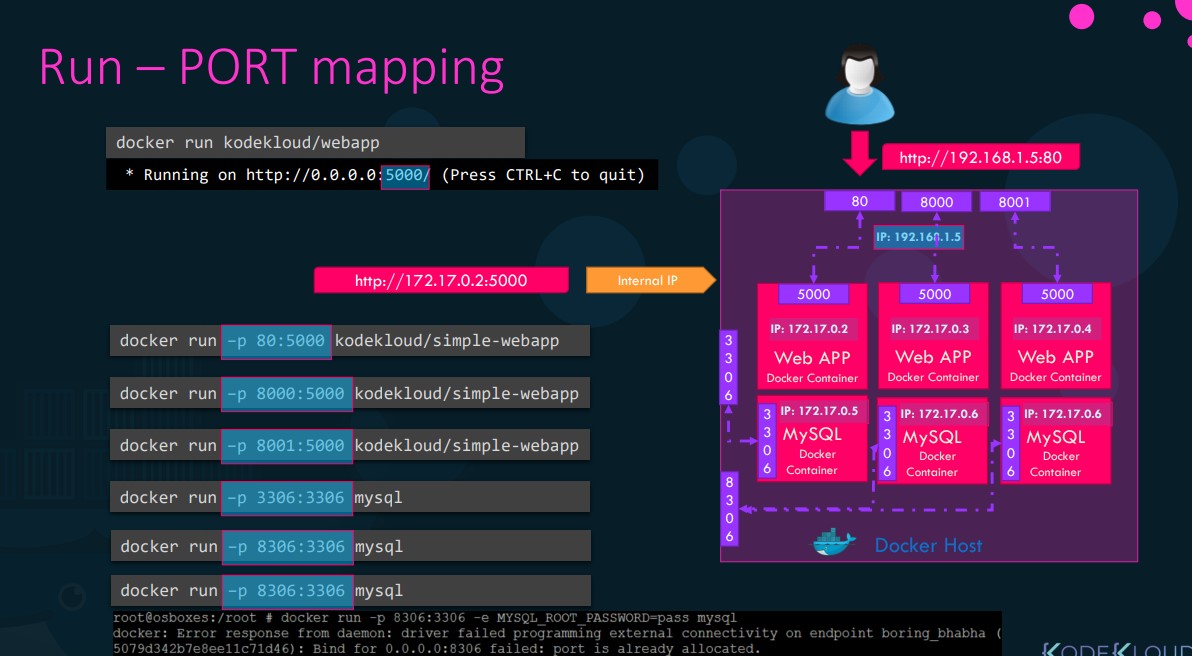 Run – PORT mapping
docker run kodekloud/webapp
* Running on http://0.0.0.0:5000/ (Press CTRL+C to quit)
http://192.168.1.5:80
80
8000
8001
IP: 192.168.1.5
http://172.17.0.2:5000
Internal IP
5000
5000
5000
IP: 172.17.0.2
IP: 172.17.0.3
IP: 172.17.0.4
Web APP
Docker Container
Web APP
Docker Container
Web APP
Docker Container
3306
3306
IP: 172.17.0.5
MySQL
Docker
Container
3306
IP: 172.17.0.6
MySQL
Docker
Container
3306
IP: 172.17.0.6
MySQL
Docker
Container
8306
Docker Host
docker run -p 80:5000 kodekloud/simple-webapp
docker run -p 8000:5000 kodekloud/simple-webapp
docker run -p 8001:5000 kodekloud/simple-webapp
docker run -p 3306:3306 mysql
docker run -p 8306:3306 mysql
docker run -p 8306:3306 mysql
root@osboxes:/root # docker run -p 8306:3306 -e MYSQL_ROOT_PASSWORD=pass mysql
docker: Error response from daemon: driver failed programming external connectivity on endpoint boring_bhabha (
5079d342b7e8ee11c71d46): Bind for 0.0.0.0:8306 failed: port is already allocated.
KODEKLOUD